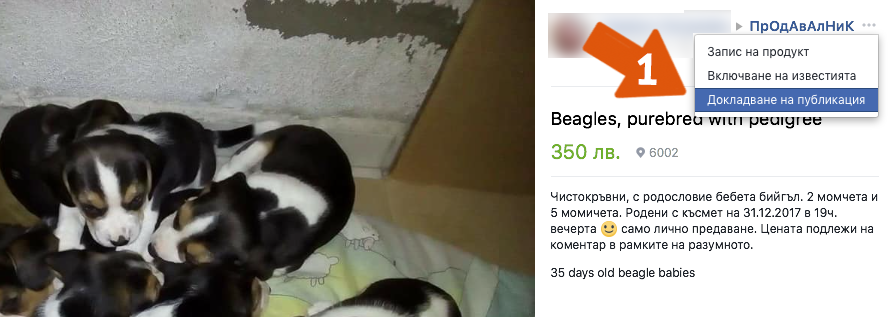 ПрОдАвАлНиК
Запис на продукт
Включване на известията
1
Докладване на публикация
Beagles, purebred with pedigree
350 лв. 6002
Чистокръвни, с родословие бебета бийгъл. 2 момчета и
5 момичета. Родени с късмет на 31.12.2017 в 19ч.
вечерта 🙂 само лично предаване. Цената подлежи на
коментар в рамките на разумното.
35 days old beagle babies